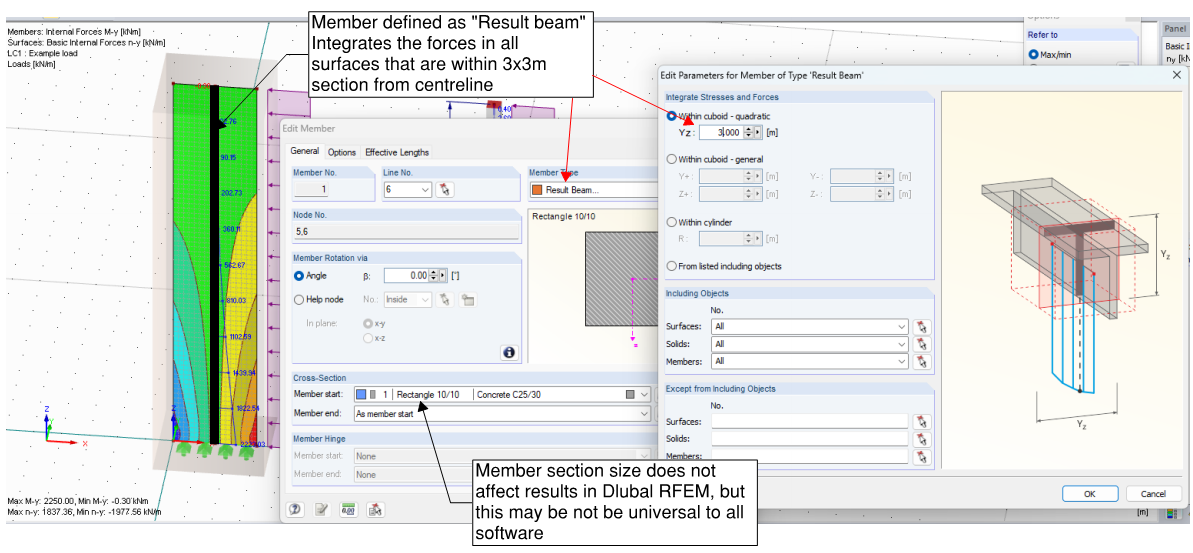 Members: Internal Forces M-y [kNm]
Surfaces: Basic Internal Forces n-y [kN/m]
LC1 : Example load
Loads [kN/m]
Member defined as "Result beam"
Integrates the forces in all
surfaces that are within 3x3m
section from centreline
Refer to
Max/min
Panel
Basic I
90.15
202.73
360.11
562.67
810.03
1102.59
1439.94
1822.54
Z
X
Max M-y: 2250.00, Min M-y: -0.30 kNm
Max n-y: 1837.36, Min n-y: -1977.56 kN/m
Edit Member
General Options Effective Lengths
Member No.
1
Line No.
6
Member Type
Result Beam...
Node No.
5,6
Rectangle 10/10
Member Rotation via
Angle β: 0.00 [°]
Help node No.: Inside
In plane: x-y
x-z
Cross-Section
Member start: 1 Rectangle 10/10 Concrete C25/30
Member end: As member start
Member Hinge
Member start: None
Member end: None
Member section size does not
affect results in Dlubal RFEM, but
this may be not be universal to all
software
Edit Parameters for Member of Type 'Result Beam'
Integrate Stresses and Forces
Within cuboid - quadratic
Yz : 3.000 [m]
Within cuboid - general
Y+ : [m] Y- : [m]
Z+ : [m] Z- : [m]
Within cylinder
R : [m]
From listed including objects
Including Objects
No.
Surfaces: All
Solids: All
Members: All
Except from Including Objects
No.
Surfaces:
Solids:
Members:
Yz
Yz
OK Cancel
[m]